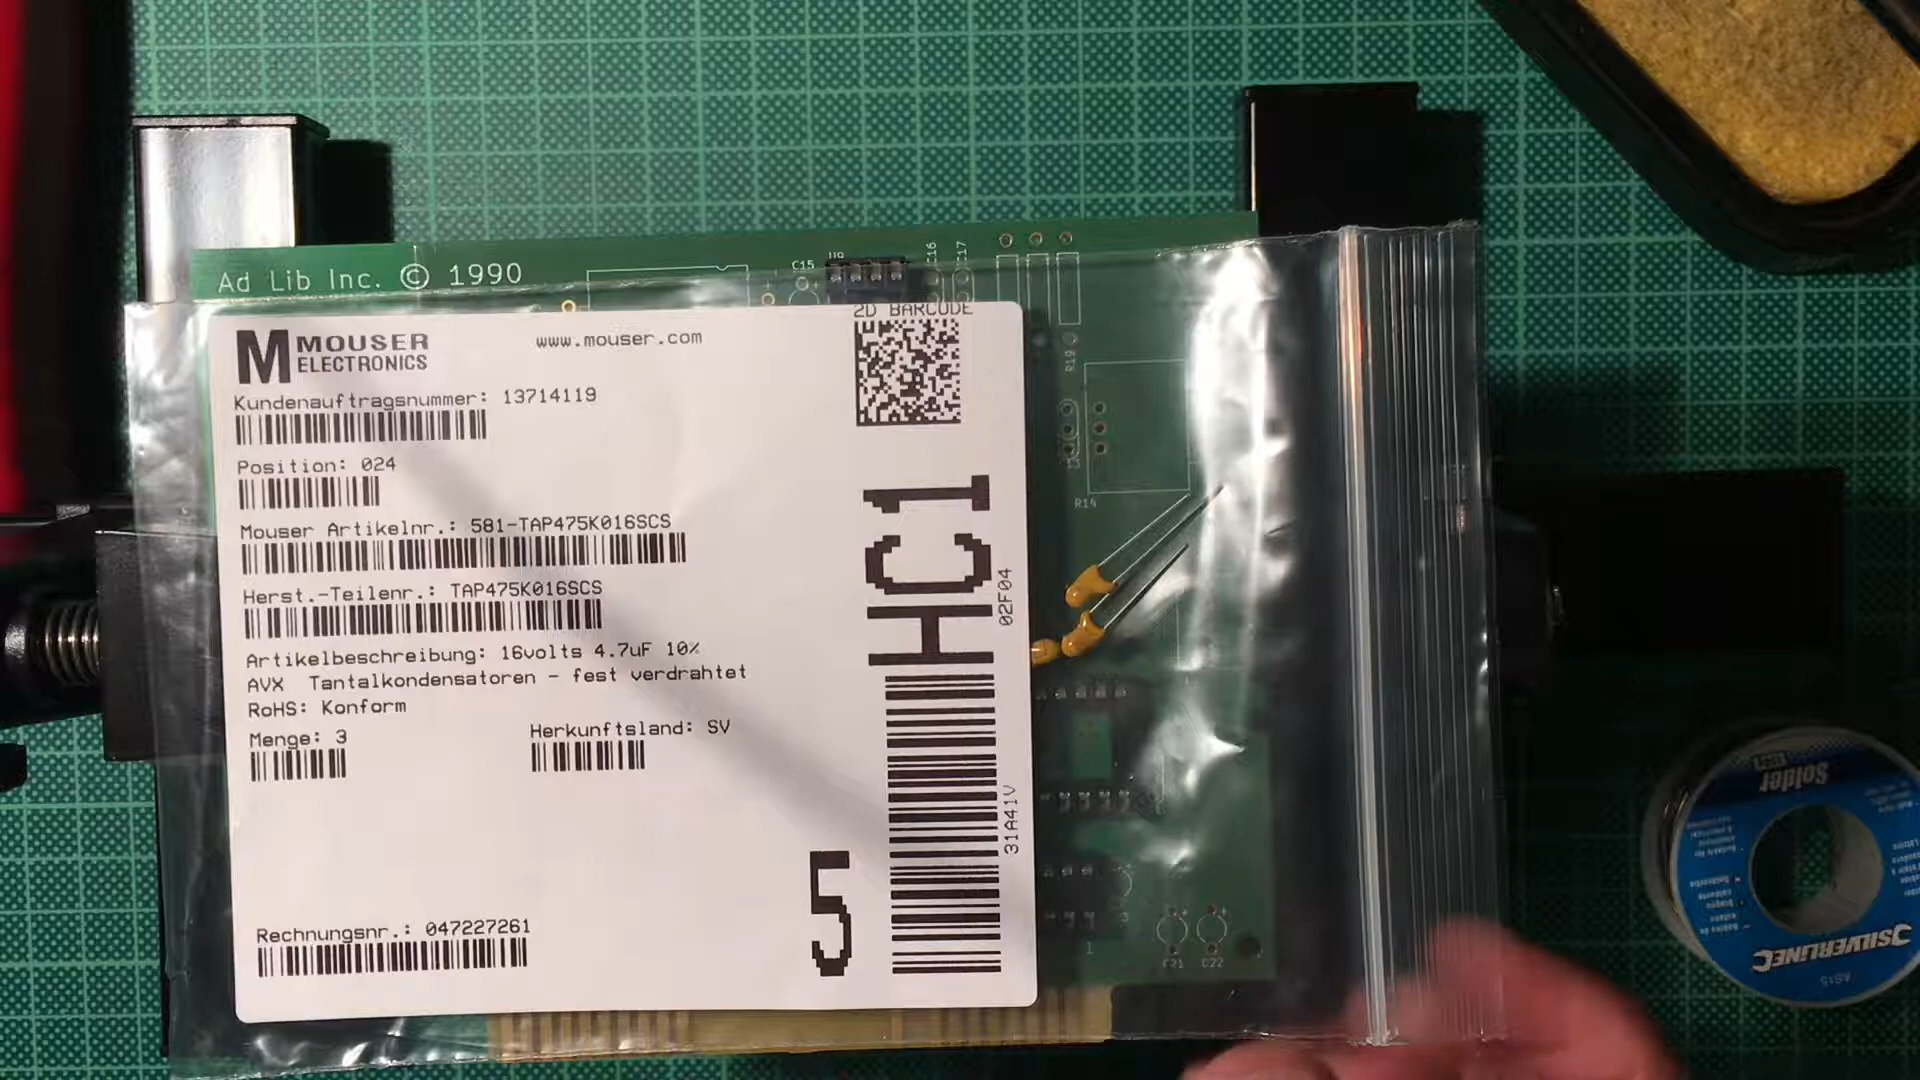 Ad Lib Inc. © 1990
C15
U9
C16
C17
MOUSER
ELECTRONICS
www.mouser.com
2D BARCODE
Kundenauftragsnummer: 13714119
Position: 024
Mouser Artikelnr.: 581-TAP475K016SCS
Herst.-Teilenr.: TAP475K016SCS
Artikelbeschreibung: 16volts 4.7uF 10%
AVX Tantalkondensatoren - fest verdrahtet
RoHS: Konform
Menge: 3
Herkunftsland: SV
Rechnungsnr.: 047227261
5
HC1
02F04
31A41V
R19
R14
C22
Solder
SILVERLINE
AS15